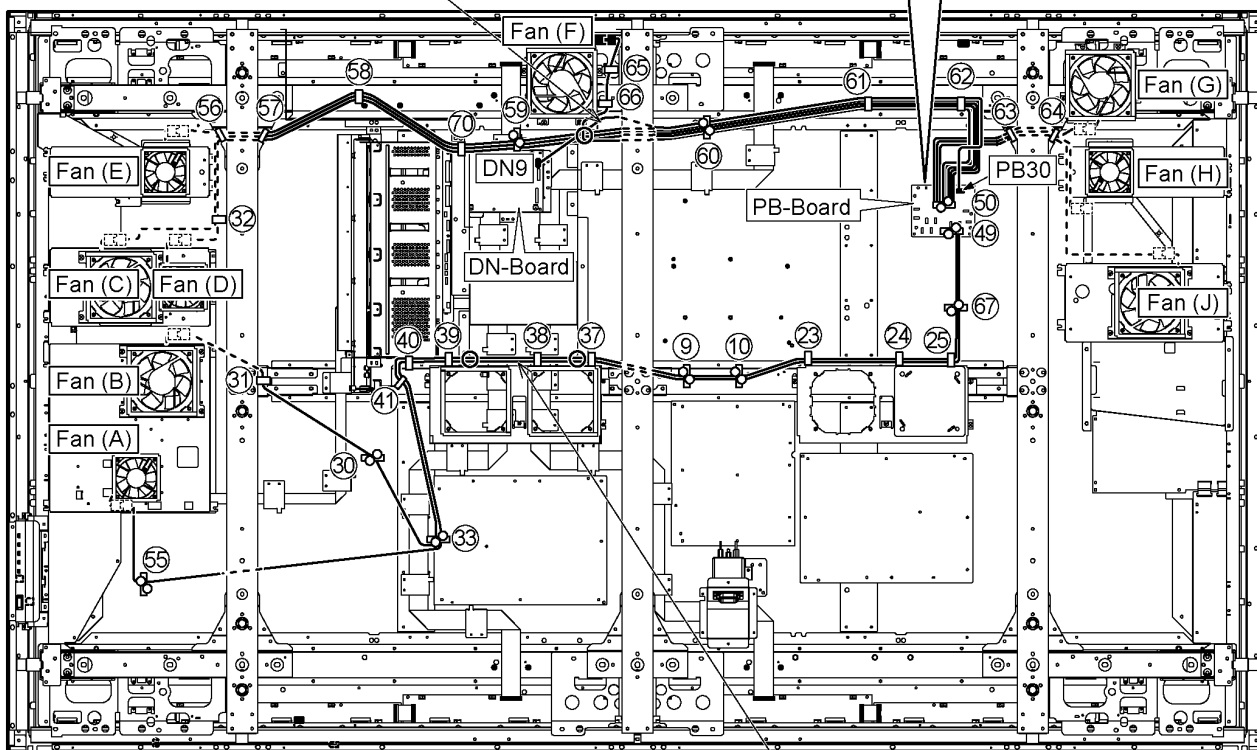 Fan (F)
65
66
58
61
62
Fan (G)
56
57
59
63
64
70
60
Fan (E)
DN9
PB30
Fan (H)
50
PB-Board
32
49
DN-Board
Fan (C)
Fan (D)
Fan (J)
67
40
39
38
37
9
10
23
24
25
Fan (B)
31
41
Fan (A)
30
33
55